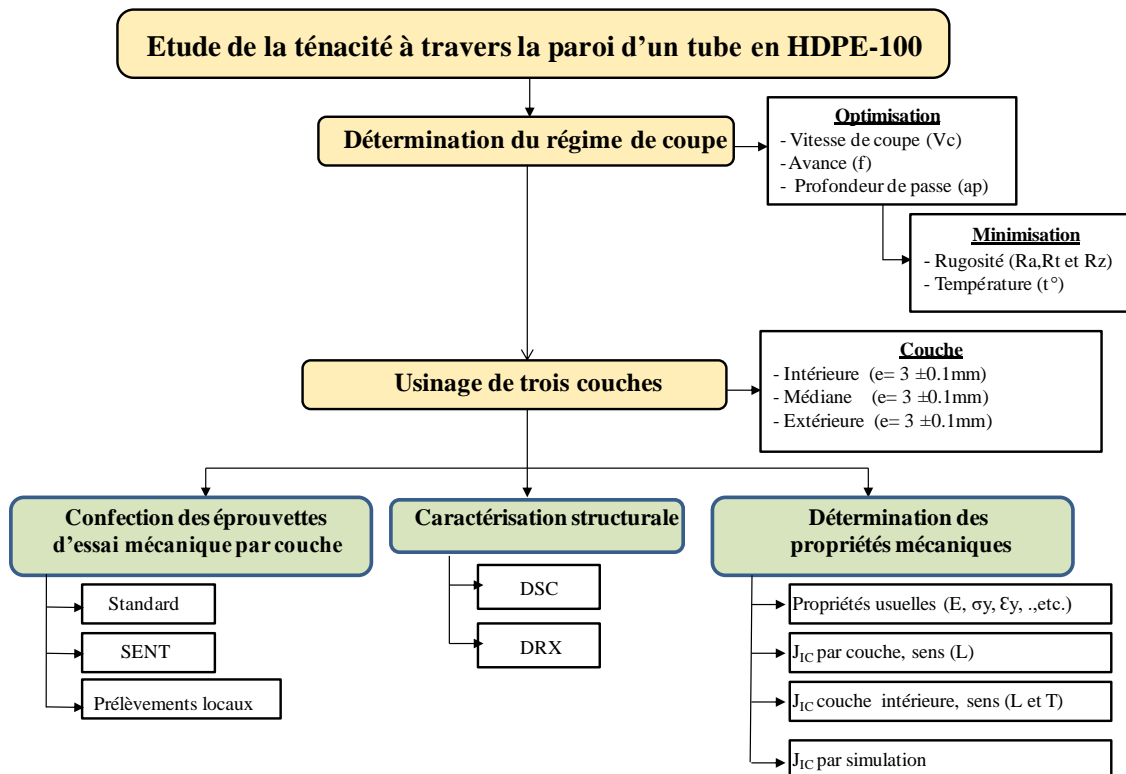 Etude de la ténacité à travers la paroi d'un tube en HDPE-100
Détermination du régime de coupe
Optimisation
- Vitesse de coupe (Vc)
- Avance (f)
- Profondeur de passe (ap)
Minimisation
- Rugosité (Ra,Rt et Rz)
- Température (t°)
Usinage de trois couches
Couche
- Intérieure (e= 3 ±0.1mm)
- Médiane (e= 3 ±0.1mm)
- Extérieure (e= 3 ±0.1mm)
Confection des éprouvettes
d'essai mécanique par couche
Standard
SENT
Prélèvements locaux
Caractérisation structurale
DSC
DRX
Détermination des
propriétés mécaniques
Propriétés usuelles (E, σy, Ɛy, .,etc.)
JIC par couche, sens (L)
JIC couche intérieure, sens (L et T)
JIC par simulation